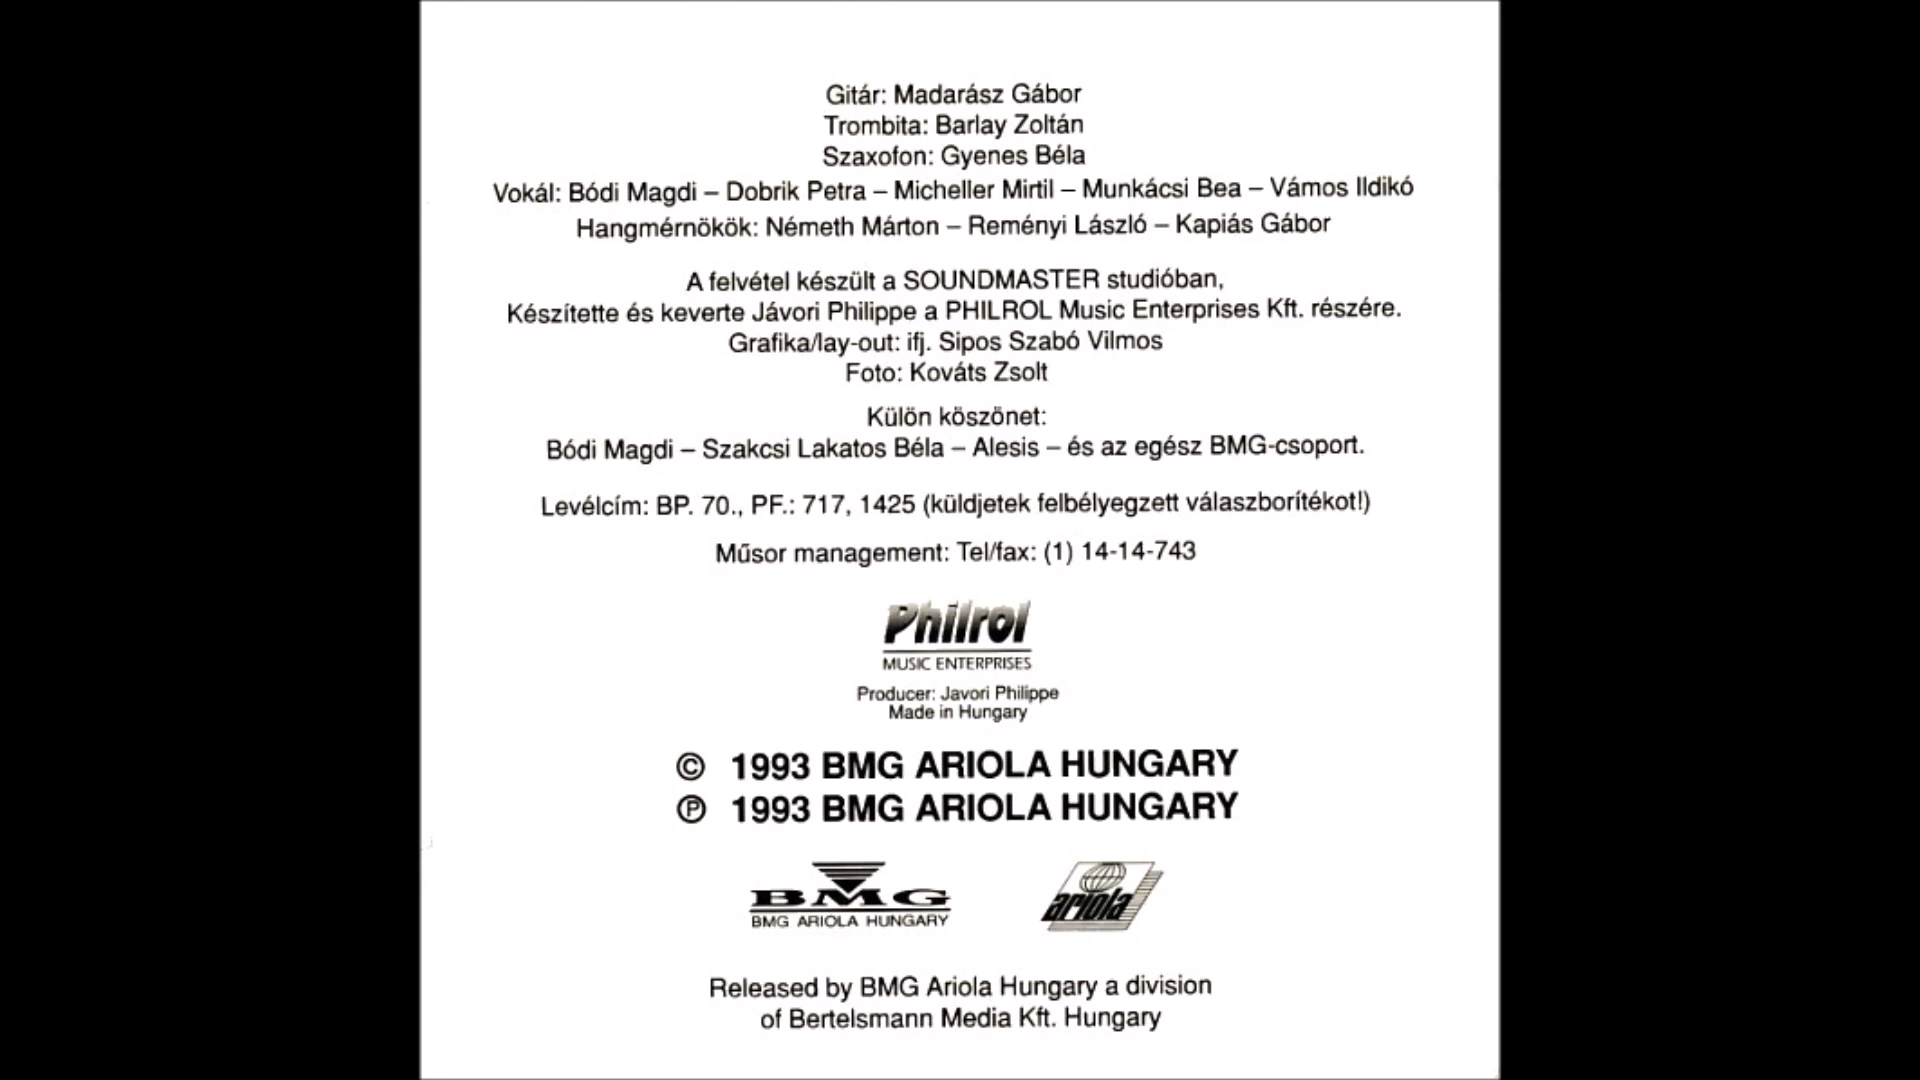 Gitár: Madarász Gábor
Trombita: Barlay Zoltán
Szaxofon: Gyenes Béla
Vokál: Bódi Magdi – Dobrik Petra – Micheller Mirtil – Munkácsi Bea – Vámos Ildikó
Hangmérnökök: Németh Márton – Reményi László – Kapiás Gábor
A felvétel készült a SOUNDMASTER studióban,
Készítette és keverte Jávori Philippe a PHILROL Music Enterprises Kft. részére.
Grafika/lay-out: ifj. Sipos Szabó Vilmos
Foto: Kováts Zsolt
Külön köszönet:
Bódi Magdi – Szakcsi Lakatos Béla – Alesis – és az egész BMG-csoport.
Levélcím: BP. 70., PF.: 717, 1425 (küldjetek felbélyegzett válaszborítékot!)
Műsor management: Tel/fax: (1) 14-14-743
Philrol
MUSIC ENTERPRISES
Producer: Javori Philippe
Made in Hungary
© 1993 BMG ARIOLA HUNGARY
℗ 1993 BMG ARIOLA HUNGARY
BMG
BMG ARIOLA HUNGARY
ariola
Released by BMG Ariola Hungary a division
of Bertelsmann Media Kft. Hungary